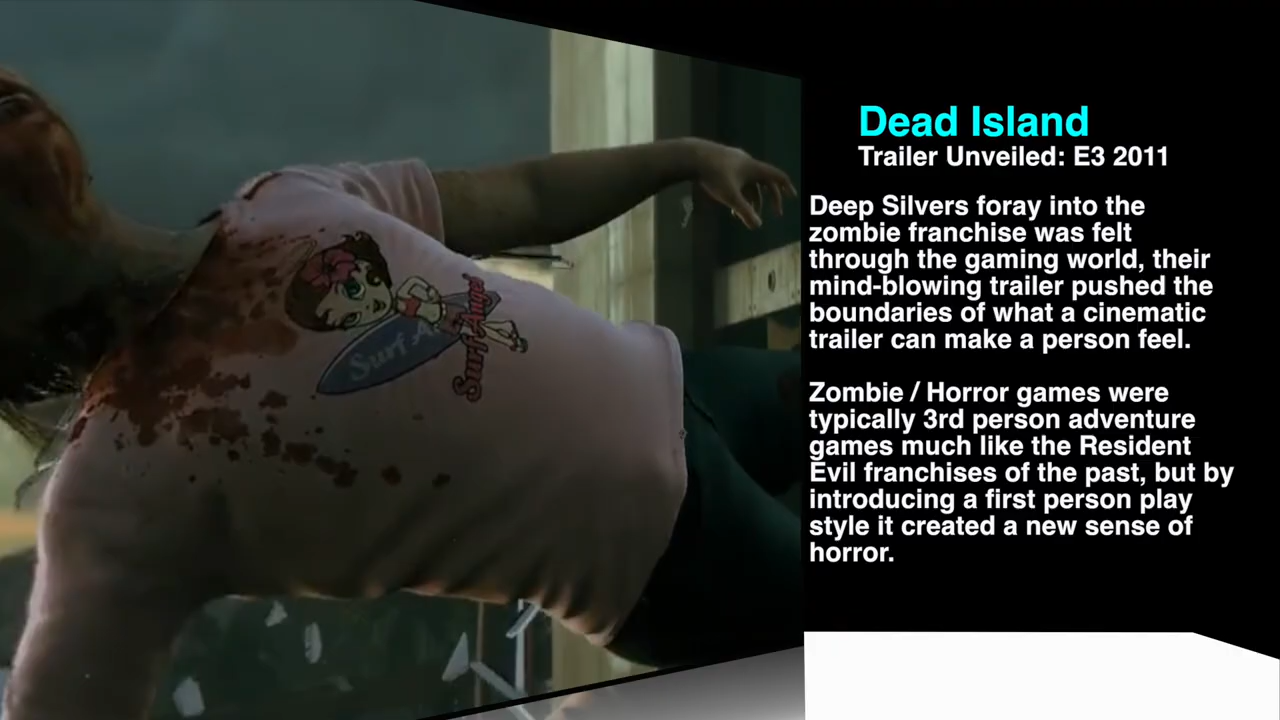 Dead Island
Trailer Unveiled: E3 2011
Deep Silvers foray into the
zombie franchise was felt
through the gaming world, their
mind-blowing trailer pushed the
boundaries of what a cinematic
trailer can make a person feel.
Zombie / Horror games were
typically 3rd person adventure
games much like the Resident
Evil franchises of the past, but by
introducing a first person play
style it created a new sense of
horror.
Surf A
Surf Angel